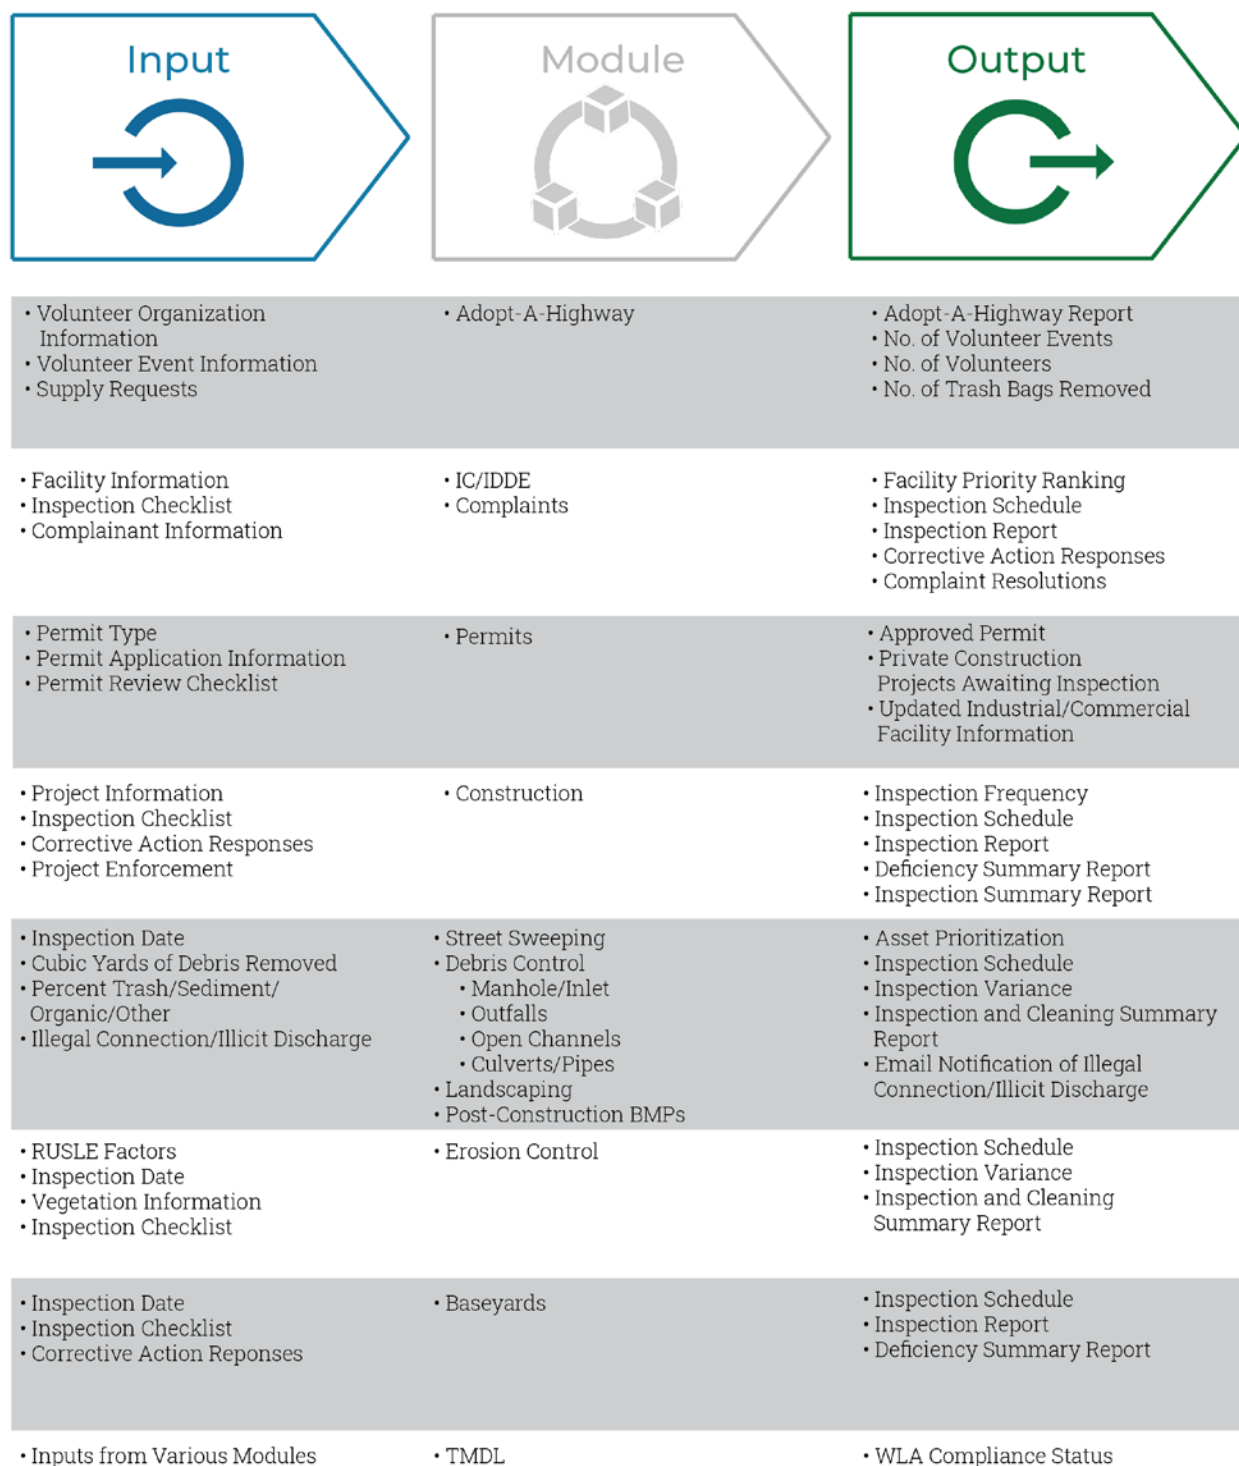 Input
Module
Output
• Volunteer Organization
Information
• Volunteer Event Information
• Supply Requests
• Adopt-A-Highway
• Adopt-A-Highway Report
• No. of Volunteer Events
• No. of Volunteers
• No. of Trash Bags Removed
• Facility Information
• Inspection Checklist
• Complainant Information
• IC/IDDE
• Complaints
• Facility Priority Ranking
• Inspection Schedule
• Inspection Report
• Corrective Action Responses
• Complaint Resolutions
• Permit Type
• Permit Application Information
• Permit Review Checklist
• Permits
• Approved Permit
• Private Construction
Projects Awaiting Inspection
• Updated Industrial/Commercial
Facility Information
• Project Information
• Inspection Checklist
• Corrective Action Responses
• Project Enforcement
• Construction
• Inspection Frequency
• Inspection Schedule
• Inspection Report
• Deficiency Summary Report
• Inspection Summary Report
• Inspection Date
• Cubic Yards of Debris Removed
• Percent Trash/Sediment/
Organic/Other
• Illegal Connection/Illicit Discharge
• Street Sweeping
• Debris Control
• Manhole/Inlet
• Outfalls
• Open Channels
• Culverts/Pipes
• Landscaping
• Post-Construction BMPs
• Asset Prioritization
• Inspection Schedule
• Inspection Variance
• Inspection and Cleaning Summary
Report
• Email Notification of Illegal
Connection/Illicit Discharge
• RUSLE Factors
• Inspection Date
• Vegetation Information
• Inspection Checklist
• Erosion Control
• Inspection Schedule
• Inspection Variance
• Inspection and Cleaning
Summary Report
• Inspection Date
• Inspection Checklist
• Corrective Action Reponses
• Baseyards
• Inspection Schedule
• Inspection Report
• Deficiency Summary Report
• Inputs from Various Modules
• TMDL
• WLA Compliance Status